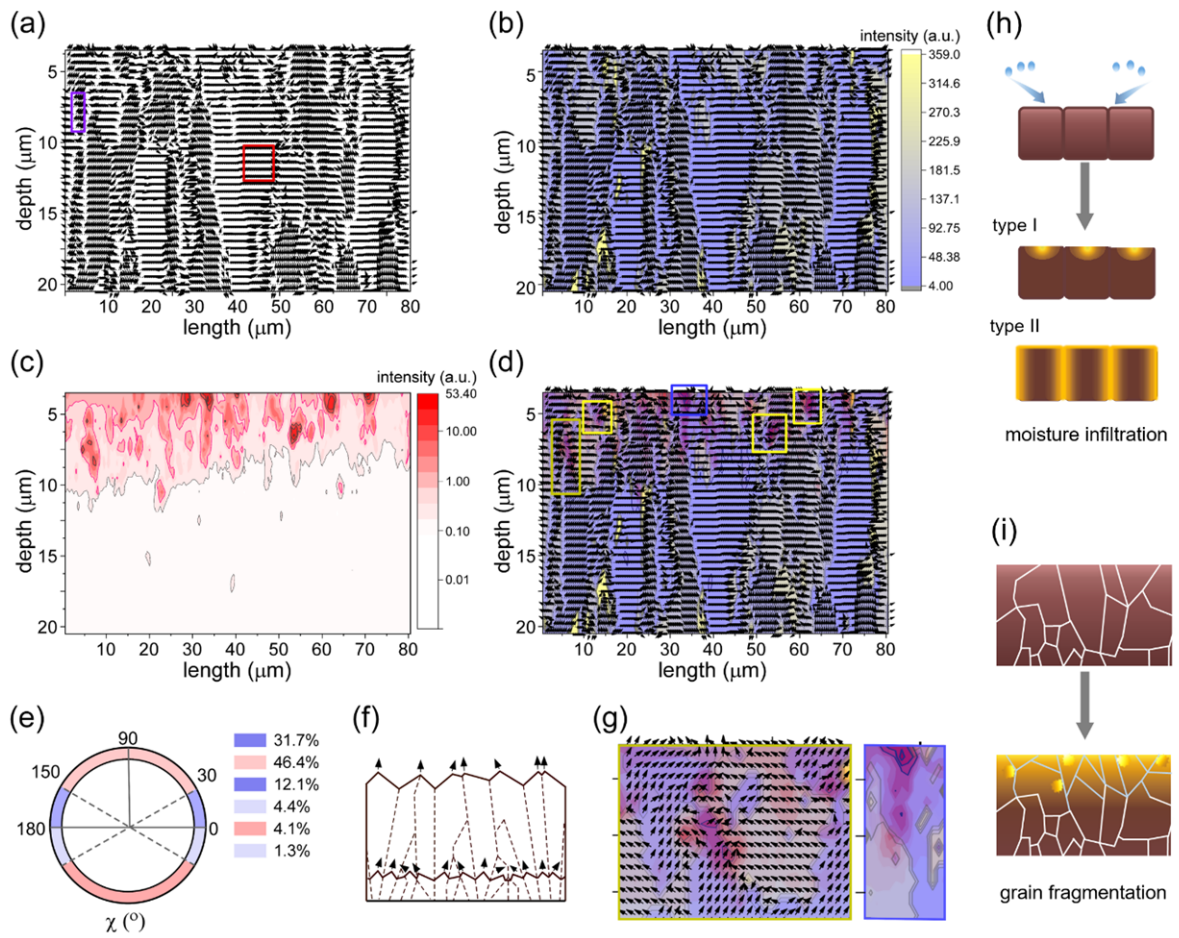 (a)
5
10
15
20
depth (μm)
10 20 30 40 50 60 70 80
length (μm)
(b)
intensity (a.u.)
359.0
314.6
270.3
225.9
181.5
137.1
92.75
48.38
4.00
5
10
15
20
depth (μm)
10 20 30 40 50 60 70 80
length (μm)
(h)
type I
type II
moisture infiltration
(c)
intensity (a.u.)
53.40
10.00
1.00
0.10
0.01
5
10
15
20
depth (μm)
10 20 30 40 50 60 70 80
length (μm)
(d)
5
10
15
20
depth (μm)
10 20 30 40 50 60 70 80
length (μm)
(i)
grain fragmentation
(e)
90
150 30
180 0
χ (°)
31.7%
46.4%
12.1%
4.4%
4.1%
1.3%
(f)
(g)